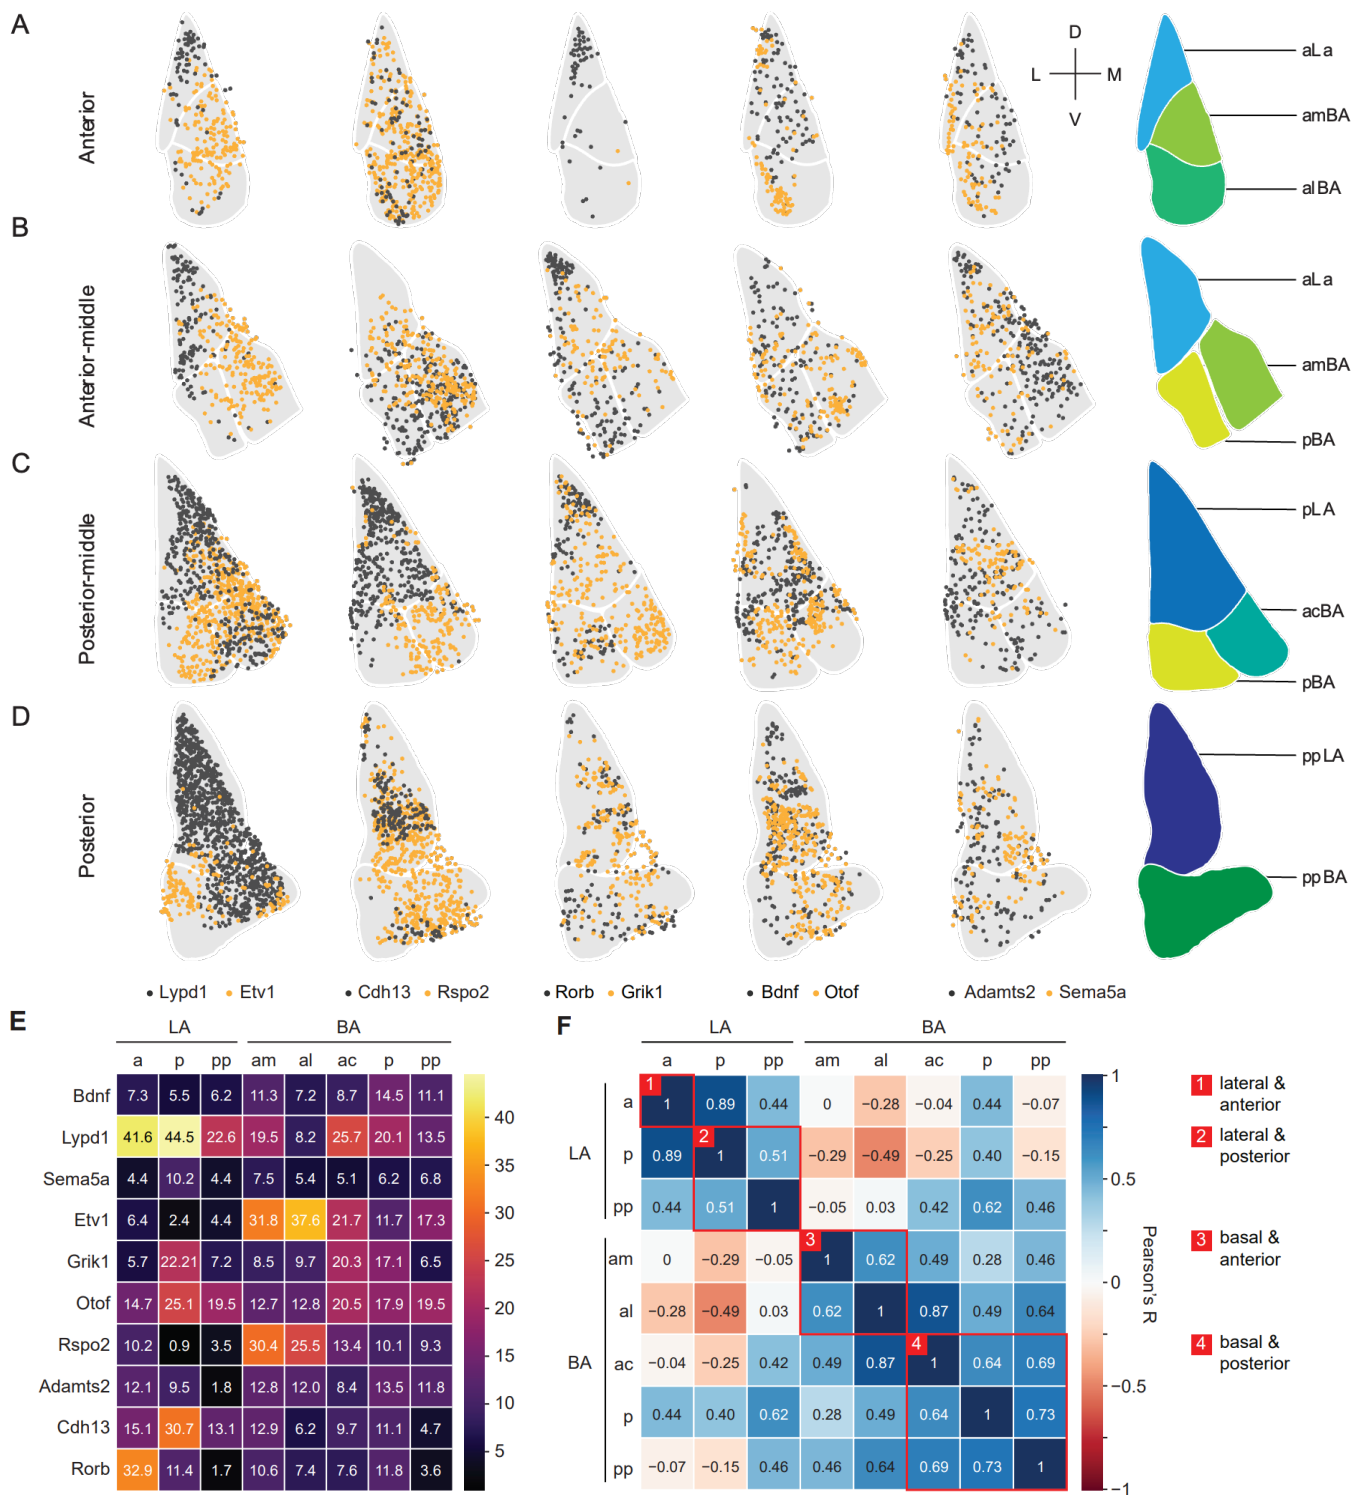 A
Anterior
D
L M
V
aLa
amBA
alBA
B
Anterior-middle
aLa
amBA
pBA
C
Posterior-middle
pLA
acBA
pBA
D
Posterior
ppLA
ppBA
Lypd1 Etv1 Cdh13 Rspo2 Rorb Grik1 Bdnf Otof Adamts2 Sema5a
E
LA BA
a p pp am al ac p pp
Bdnf 7.3 5.5 6.2 11.3 7.2 8.7 14.5 11.1
Lypd1 41.6 44.5 22.6 19.5 8.2 25.7 20.1 13.5
Sema5a 4.4 10.2 4.4 7.5 5.4 5.1 6.2 6.8
Etv1 6.4 2.4 4.4 31.8 37.6 21.7 11.7 17.3
Grik1 5.7 22.21 7.2 8.5 9.7 20.3 17.1 6.5
Otof 14.7 25.1 19.5 12.7 12.8 20.5 17.9 19.5
Rspo2 10.2 0.9 3.5 30.4 25.5 13.4 10.1 9.3
Adamts2 12.1 9.5 1.8 12.8 12.0 8.4 13.5 11.8
Cdh13 15.1 30.7 13.1 12.9 6.2 9.7 11.1 4.7
Rorb 32.9 11.4 1.7 10.6 7.4 7.6 11.8 3.6
40
35
30
25
20
15
10
5
F
LA BA
a p pp am al ac p pp
LA
BA
1
2
3
4
a 1 0.89 0.44 0 −0.28 −0.04 0.44 −0.07
p 0.89 1 0.51 −0.29 −0.49 −0.25 0.40 −0.15
pp 0.44 0.51 1 −0.05 0.03 0.42 0.62 0.46
am 0 −0.29 −0.05 1 0.62 0.49 0.28 0.46
al −0.28 −0.49 0.03 0.62 1 0.87 0.49 0.64
ac −0.04 −0.25 0.42 0.49 0.87 1 0.64 0.69
p 0.44 0.40 0.62 0.28 0.49 0.64 1 0.73
pp −0.07 −0.15 0.46 0.46 0.64 0.69 0.73 1
1
0.5
0
−0.5
−1
Pearson's R
1 lateral &
anterior
2 lateral &
posterior
3 basal &
anterior
4 basal &
posterior